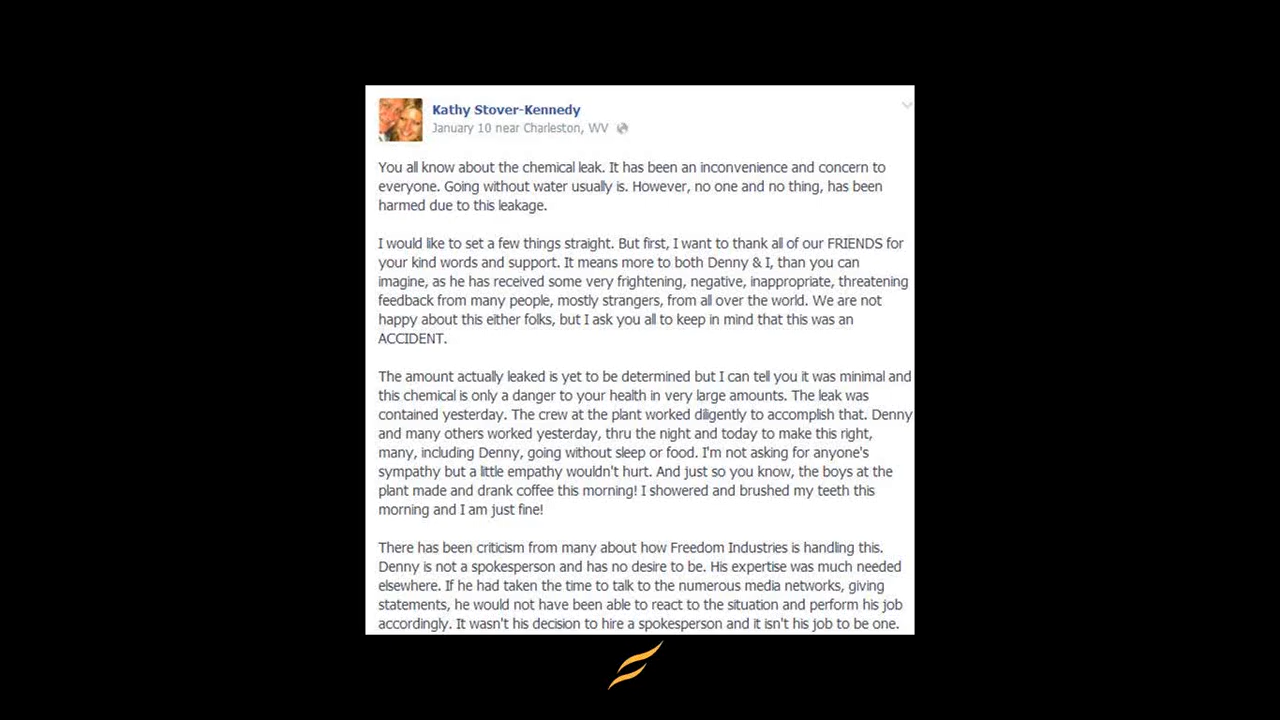 Kathy Stover-Kennedy
January 10 near Charleston, WV
You all know about the chemical leak. It has been an inconvenience and concern to
everyone. Going without water usually is. However, no one and no thing, has been
harmed due to this leakage.
I would like to set a few things straight. But first, I want to thank all of our FRIENDS for
your kind words and support. It means more to both Denny & I, than you can
imagine, as he has received some very frightening, negative, inappropriate, threatening
feedback from many people, mostly strangers, from all over the world. We are not
happy about this either folks, but I ask you all to keep in mind that this was an
ACCIDENT.
The amount actually leaked is yet to be determined but I can tell you it was minimal and
this chemical is only a danger to your health in very large amounts. The leak was
contained yesterday. The crew at the plant worked diligently to accomplish that. Denny
and many others worked yesterday, thru the night and today to make this right,
many, including Denny, going without sleep or food. I'm not asking for anyone's
sympathy but a little empathy wouldn't hurt. And just so you know, the boys at the
plant made and drank coffee this morning! I showered and brushed my teeth this
morning and I am just fine!
There has been criticism from many about how Freedom Industries is handling this.
Denny is not a spokesperson and has no desire to be. His expertise was much needed
elsewhere. If he had taken the time to talk to the numerous media networks, giving
statements, he would not have been able to react to the situation and perform his job
accordingly. It wasn't his decision to hire a spokesperson and it isn't his job to be one.